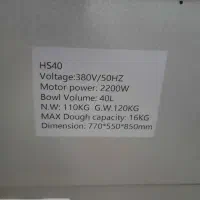 HS40
Voltage:380V/50HZ
Motor power: 2200W
Bowl Volume: 40L
N.W: 110KG G.W.120KG
MAX Dough capacity: 16KG
Dimension: 770*550*850mm